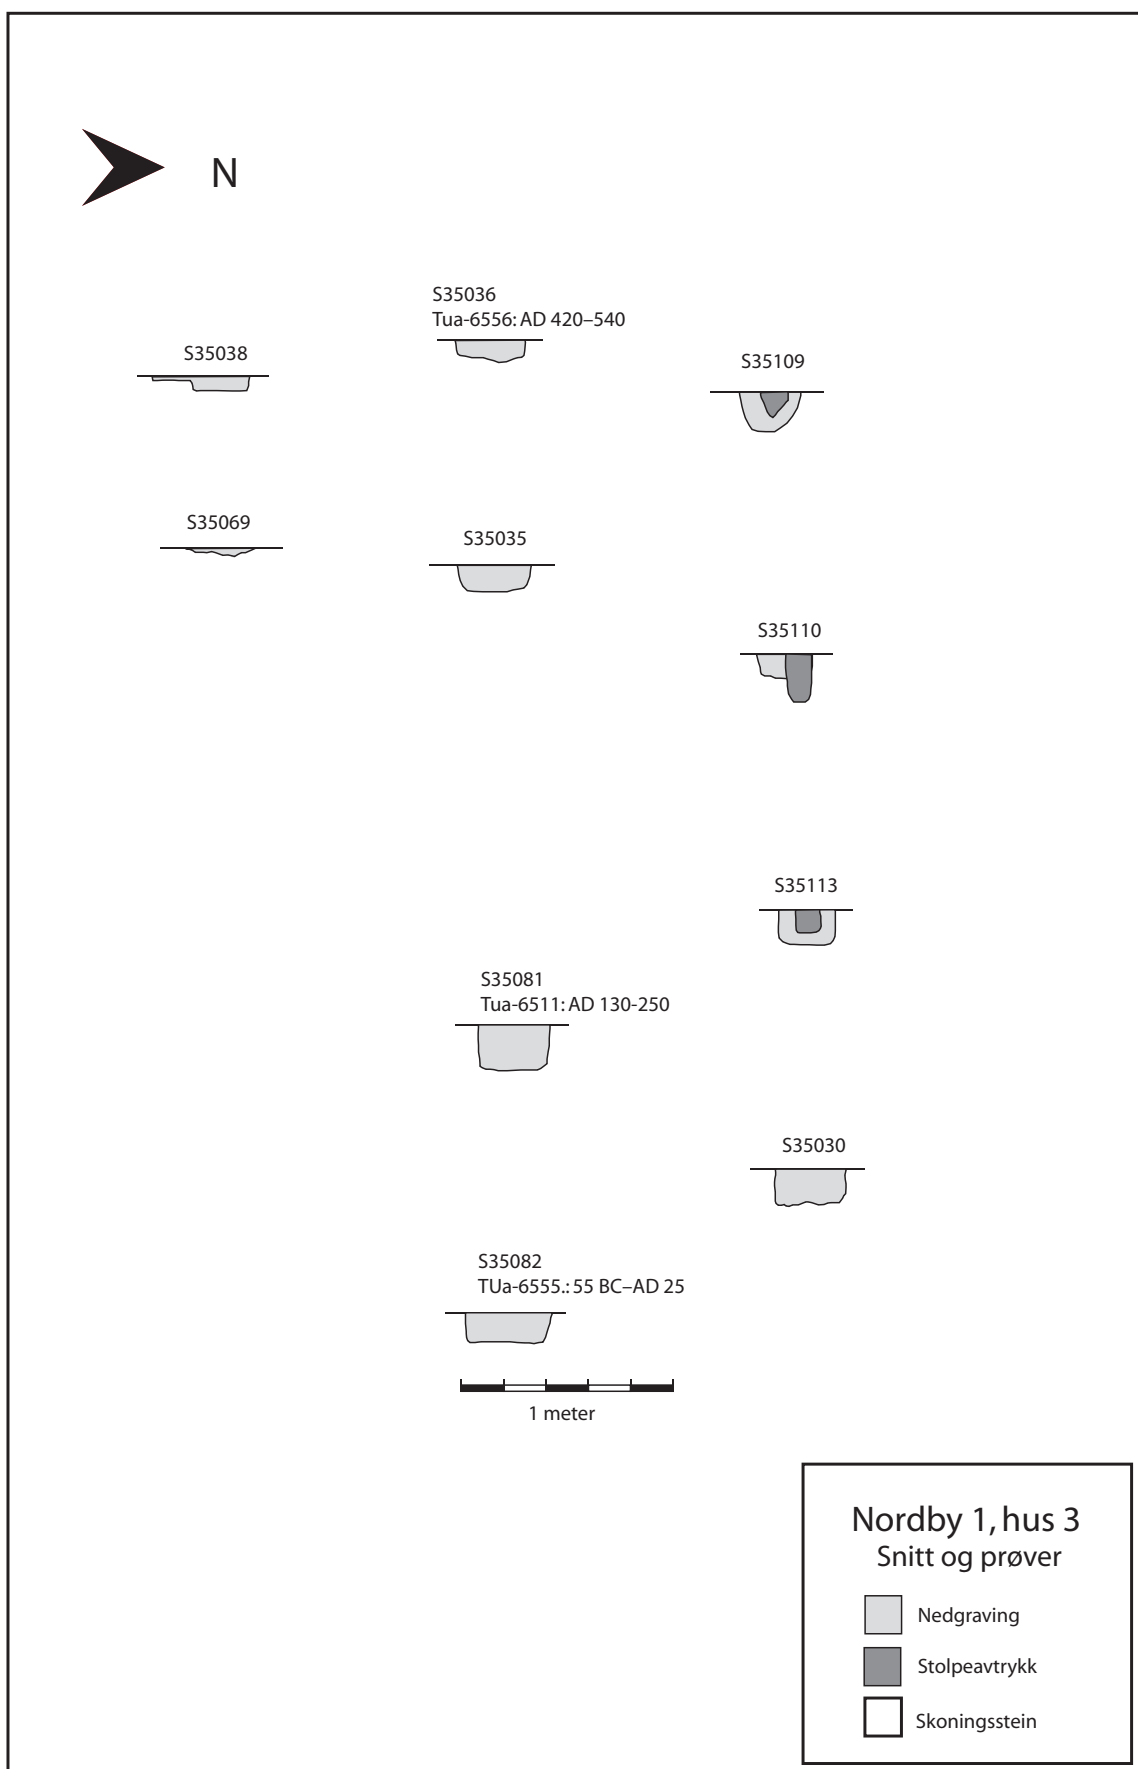 N
S35036
Tua-6556: AD 420–540
S35038
S35109
S35069
S35035
S35110
S35113
S35081
Tua-6511: AD 130-250
S35030
S35082
TUa-6555.: 55 BC–AD 25
1 meter
Nordby 1, hus 3
Snitt og prøver
Nedgraving
Stolpeavtrykk
Skoningsstein